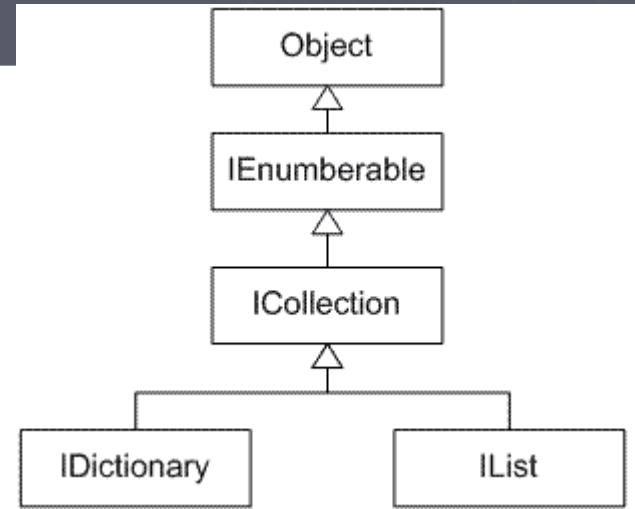 Object
IEnumberable
ICollection
IDictionary
IList